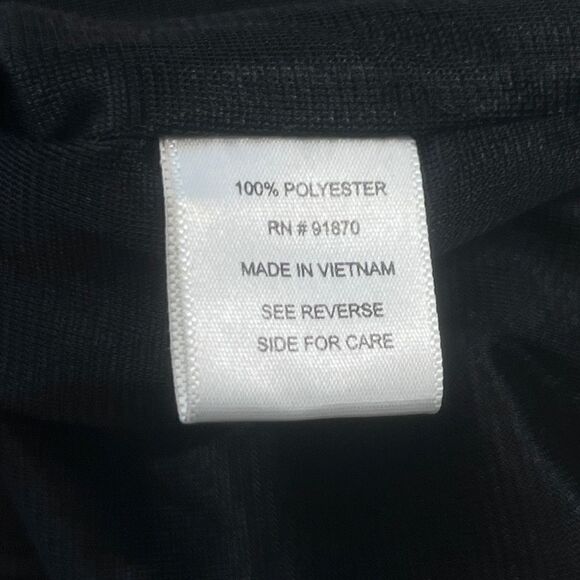 100% POLYESTER
RN # 91870
MADE IN VIETNAM
SEE REVERSE
SIDE FOR CARE